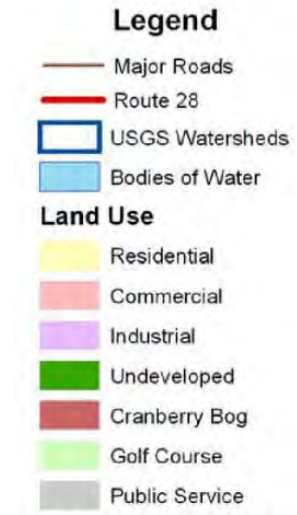 Legend
Major Roads
Route 28
USGS Watersheds
Bodies of Water
Land Use
Residential
Commercial
Industrial
Undeveloped
Cranberry Bog
Golf Course
Public Service